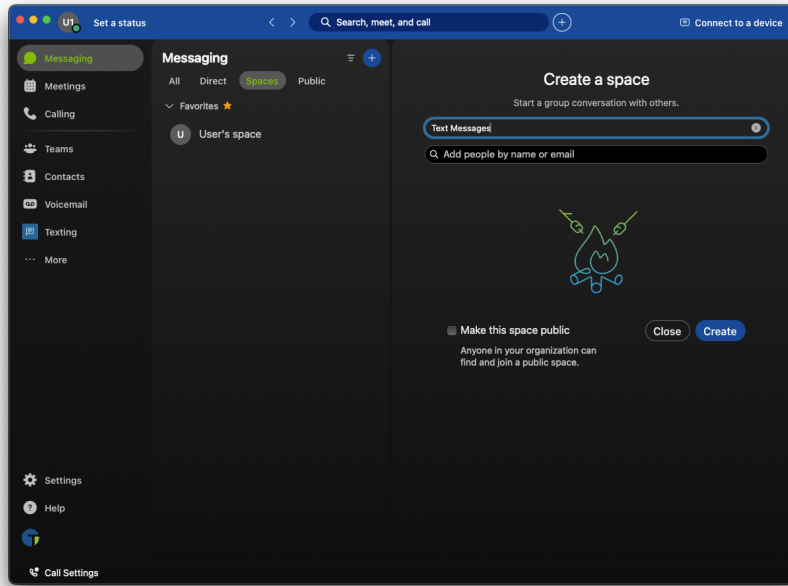 U1 Set a status
Search, meet, and call
Connect to a device
Messaging
Meetings
Calling
Teams
Contacts
Voicemail
Texting
More
Settings
Help
Call Settings
Messaging
All Direct Spaces Public
Favorites
U User's space
Create a space
Start a group conversation with others.
Text Messages
Add people by name or email
Make this space public
Anyone in your organization can
find and join a public space.
Close Create